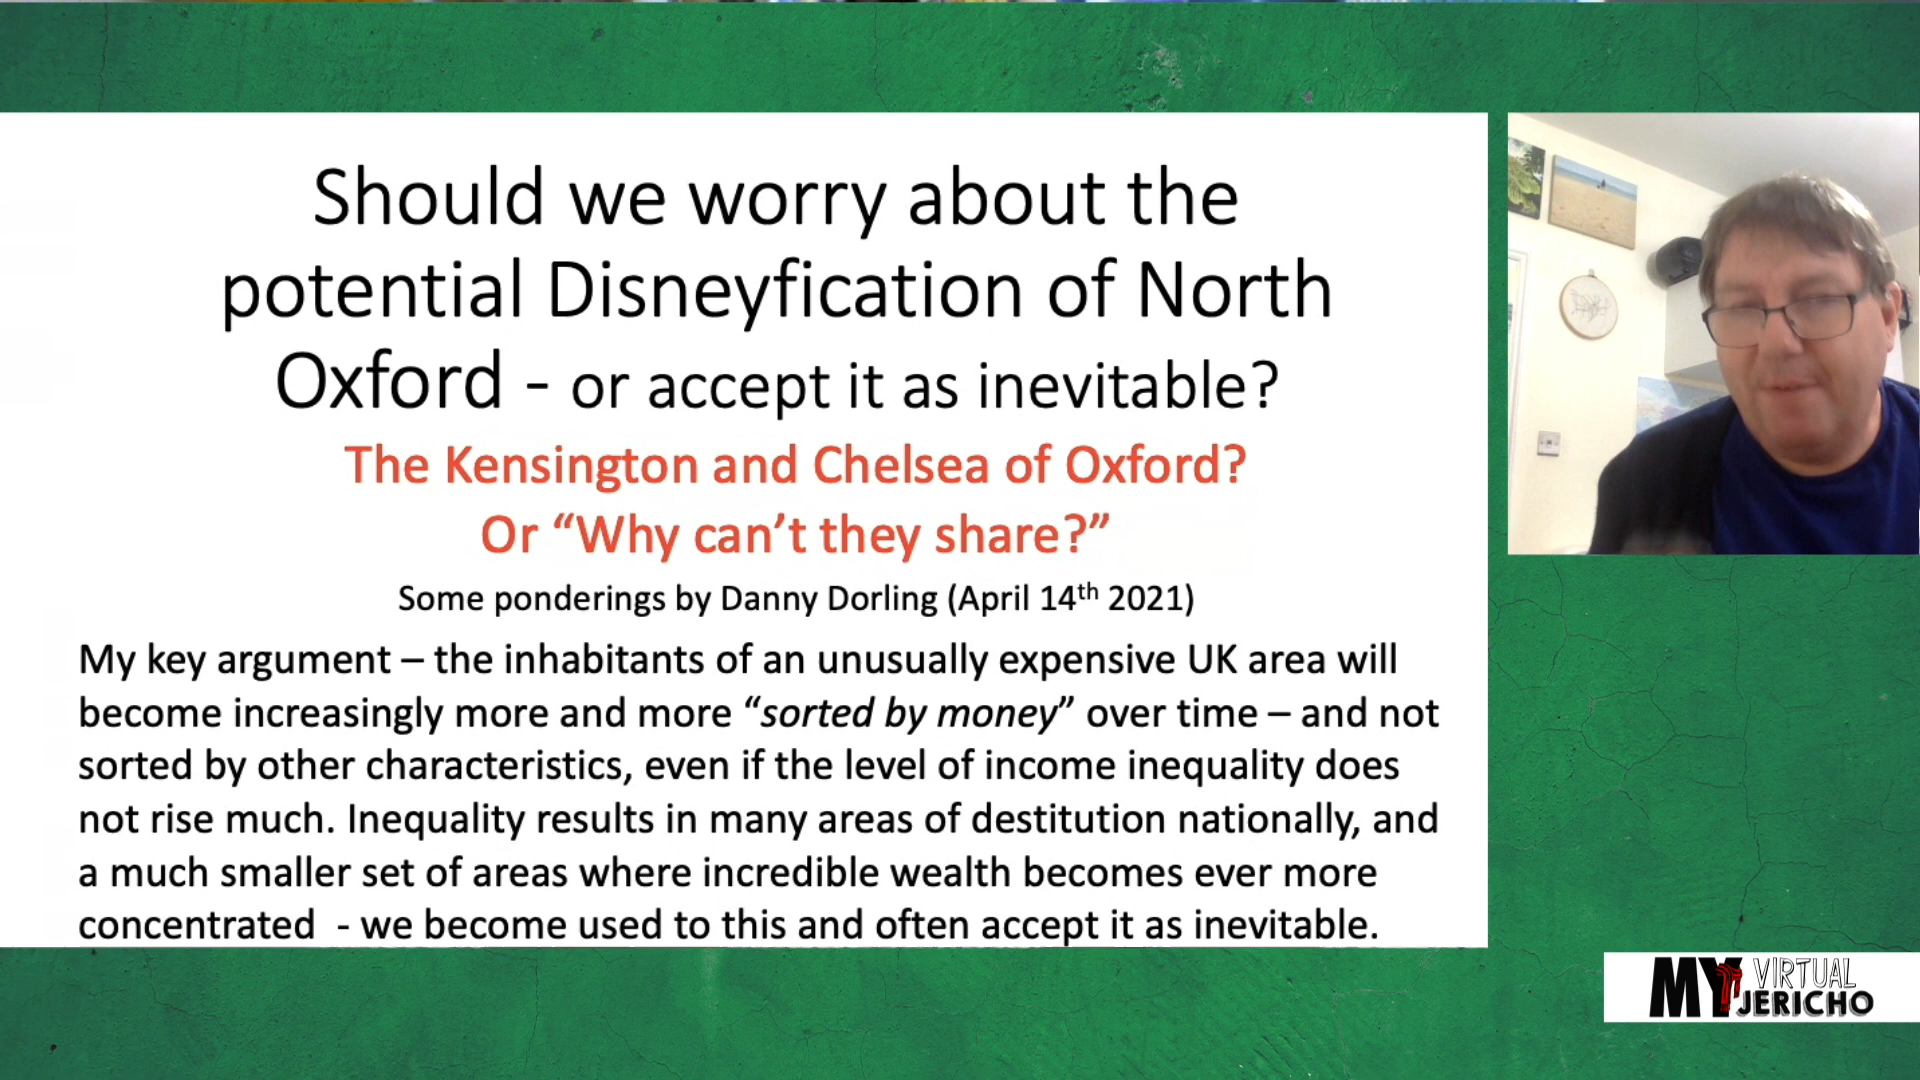 Should we worry about the
potential Disneyfication of North
Oxford - or accept it as inevitable?
The Kensington and Chelsea of Oxford?
Or “Why can’t they share?”
Some ponderings by Danny Dorling (April 14th 2021)
My key argument – the inhabitants of an unusually expensive UK area will
become increasingly more and more “sorted by money” over time – and not
sorted by other characteristics, even if the level of income inequality does
not rise much. Inequality results in many areas of destitution nationally, and
a much smaller set of areas where incredible wealth becomes ever more
concentrated  - we become used to this and often accept it as inevitable.
MY VIRTUAL
JERICHO